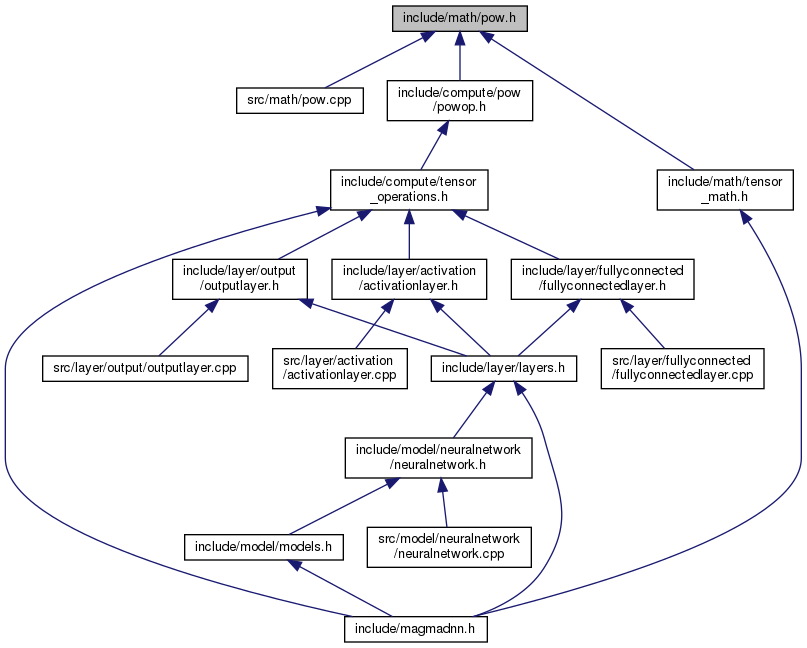 include/math/pow.h
src/math/pow.cpp
include/compute/pow
/powop.h
include/compute/tensor
_operations.h
include/math/tensor
_math.h
include/layer/output
/outputlayer.h
include/layer/activation
/activationlayer.h
include/layer/fullyconnected
/fullyconnectedlayer.h
src/layer/output/outputlayer.cpp
src/layer/activation
/activationlayer.cpp
include/layer/layers.h
src/layer/fullyconnected
/fullyconnectedlayer.cpp
include/model/neuralnetwork
/neuralnetwork.h
include/model/models.h
src/model/neuralnetwork
/neuralnetwork.cpp
include/magmadnn.h